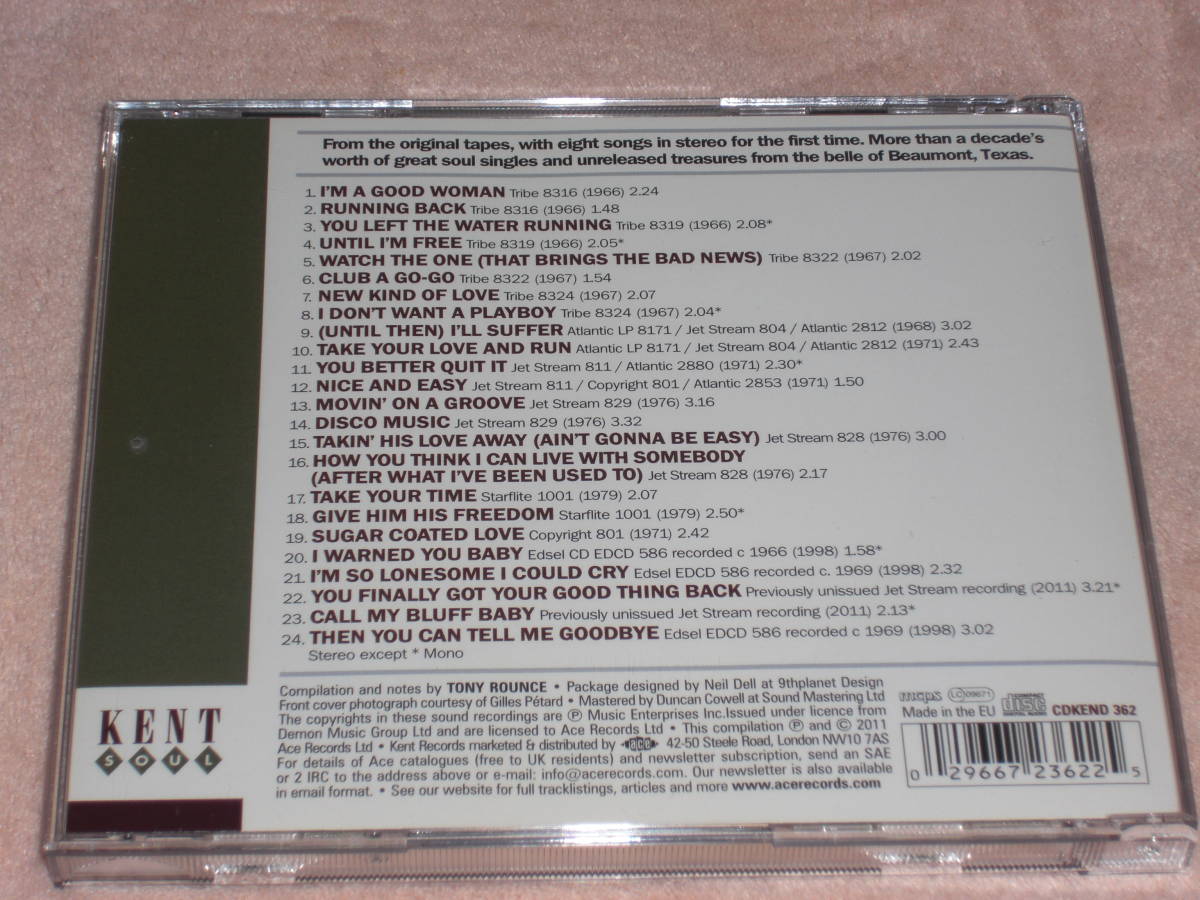 From the original tapes, with eight songs in stereo for the first time. More than a decade's
worth of great soul singles and unreleased treasures from the belle of Beaumont, Texas.
1. I'M A GOOD WOMAN Tribe 8316 (1966) 2.24
2. RUNNING BACK Tribe 8316 (1966) 1.48
3. YOU LEFT THE WATER RUNNING Tribe 8319 (1966) 2.08*
4. UNTIL I'M FREE Tribe 8319 (1966) 2.05*
5. WATCH THE ONE (THAT BRINGS THE BAD NEWS) Tribe 8322 (1967) 2.02
6. CLUB A GO-GO Tribe 8322 (1967) 1.54
7. NEW KIND OF LOVE Tribe 8324 (1967) 2.07
8. I DON'T WANT A PLAYBOY Tribe 8324 (1967) 2.04*
9. (UNTIL THEN) I'LL SUFFER Atlantic LP 8171 / Jet Stream 804 / Atlantic 2812 (1968) 3.02
10. TAKE YOUR LOVE AND RUN Atlantic LP 8171 / Jet Stream 804 / Atlantic 2812 (1971) 2.43
11. YOU BETTER QUIT IT Jet Stream 811 / Atlantic 2880 (1971) 2.30*
12. NICE AND EASY Jet Stream 811 / Copyright 801 / Atlantic 2853 (1971) 1.50
13. MOVIN' ON A GROOVE Jet Stream 829 (1976) 3.16
14. DISCO MUSIC Jet Stream 829 (1976) 3.32
15. TAKIN' HIS LOVE AWAY (AIN'T GONNA BE EASY) Jet Stream 828 (1976) 3.00
16. HOW YOU THINK I CAN LIVE WITH SOMEBODY
(AFTER WHAT I'VE BEEN USED TO) Jet Stream 828 (1976) 2.17
17. TAKE YOUR TIME Starflite 1001 (1979) 2.07
18. GIVE HIM HIS FREEDOM Starflite 1001 (1979) 2.50*
19. SUGAR COATED LOVE Copyright 801 (1971) 2.42
20. I WARNED YOU BABY Edsel CD EDCD 586 recorded c 1966 (1998) 1.58*
21. I'M SO LONESOME I COULD CRY Edsel EDCD 586 recorded c. 1969 (1998) 2.32
22. YOU FINALLY GOT YOUR GOOD THING BACK Previously unissued Jet Stream recording (2011) 3.21*
23. CALL MY BLUFF BABY Previously unissued Jet Stream recording (2011) 2.13*
24. THEN YOU CAN TELL ME GOODBYE Edsel EDCD 586 recorded c 1969 (1998) 3.02
Stereo except * Mono
KENT
SOUL
Compilation and notes by TONY ROUNCE • Package designed by Neil Dell at 9thplanet Design
Front cover photograph courtesy of Gilles Pétard • Mastered by Duncan Cowell at Sound Mastering Ltd
The copyrights in these sound recordings are ℗ Music Enterprises Inc.Issued under licence from
Demon Music Group Ltd and are licensed to Ace Records Ltd • This compilation ℗ and © 2011
Ace Records Ltd • Kent Records marketed & distributed by ace 42-50 Steele Road, London NW10 7AS
For details of Ace catalogues (free to UK residents) and newsletter subscription, send an SAE
or 2 IRC to the address above or e-mail: info@acerecords.com. Our newsletter is also available
in email format. • See our website for full tracklistings, articles and more www.acerecords.com
mcps LC 09671 COMPACT disc DIGITAL AUDIO
Made in the EU CDKEND 362
0 29667 23622 5